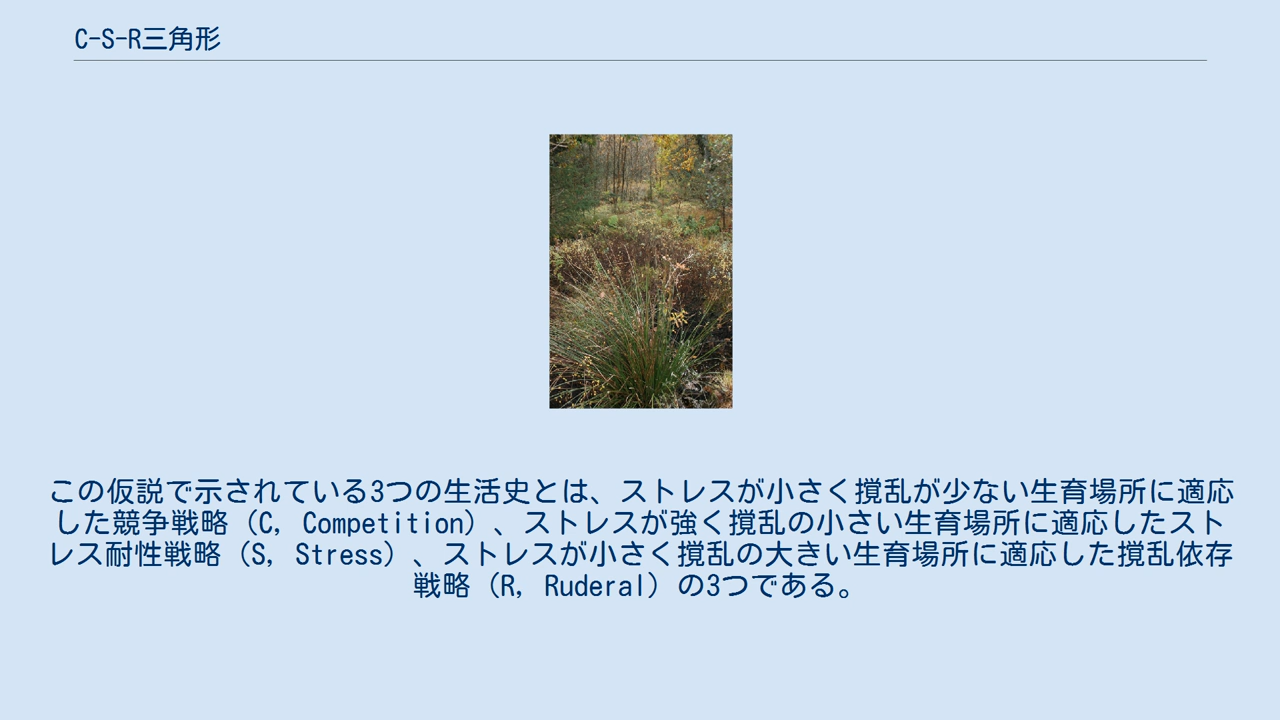 C-S-R三角形
この仮説で示されている3つの生活史とは、ストレスが小さく撹乱が少ない生育場所に適応
した競争戦略（C, Competition）、ストレスが強く撹乱の小さい生育場所に適応したスト
レス耐性戦略（S, Stress）、ストレスが小さく撹乱の大きい生育場所に適応した撹乱依存
戦略（R, Ruderal）の3つである。